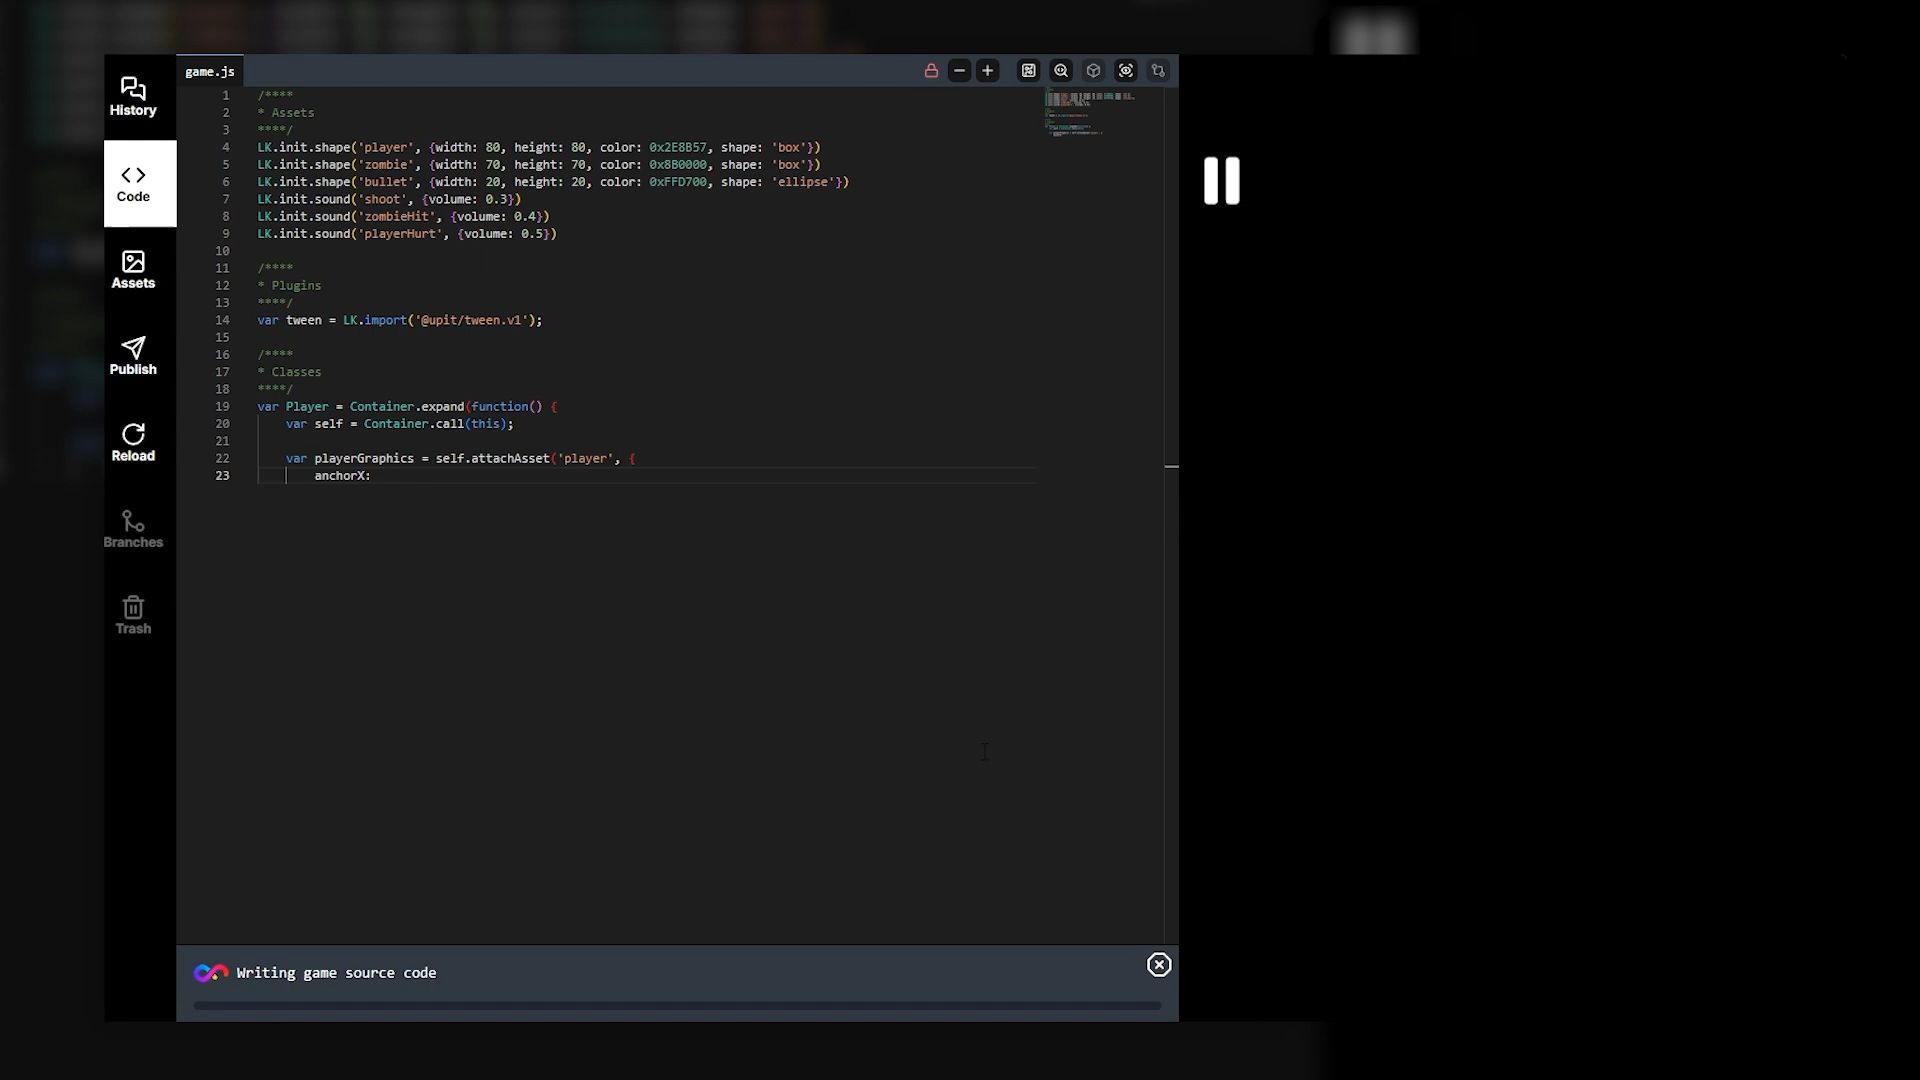 game.js
History
Code
Assets
Publish
Reload
Branches
Trash
1 /****
2 * Assets
3 ****/
4 LK.init.shape('player', {width: 80, height: 80, color: 0x2E8B57, shape: 'box'})
5 LK.init.shape('zombie', {width: 70, height: 70, color: 0x8B0000, shape: 'box'})
6 LK.init.shape('bullet', {width: 20, height: 20, color: 0xFFD700, shape: 'ellipse'})
7 LK.init.sound('shoot', {volume: 0.3})
8 LK.init.sound('zombieHit', {volume: 0.4})
9 LK.init.sound('playerHurt', {volume: 0.5})
10
11 /****
12 * Plugins
13 ****/
14 var tween = LK.import('@upit/tween.v1');
15
16 /****
17 * Classes
18 ****/
19 var Player = Container.expand(function() {
20 var self = Container.call(this);
21
22 var playerGraphics = self.attachAsset('player', {
23 anchorX:
Writing game source code